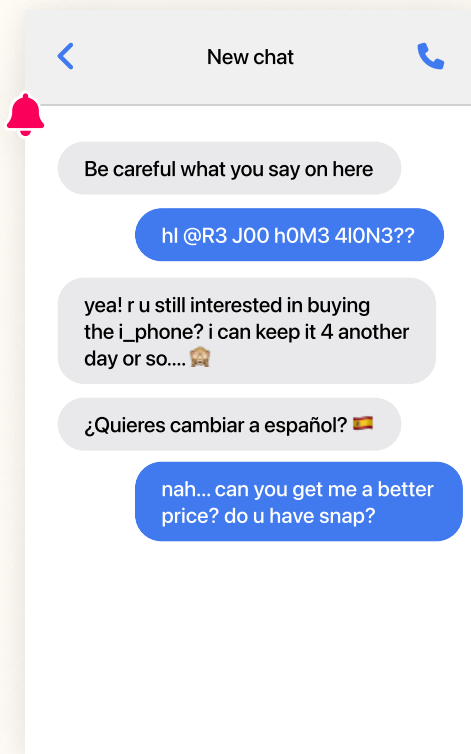 New chat
Be careful what you say on here
hI @R3 J00 h0M3 4l0N3??
yea! r u still interested in buying
the i_phone? i can keep it 4 another
day or so.... 🙈
¿Quieres cambiar a español? 🇪🇸
nah... can you get me a better
price? do u have snap?